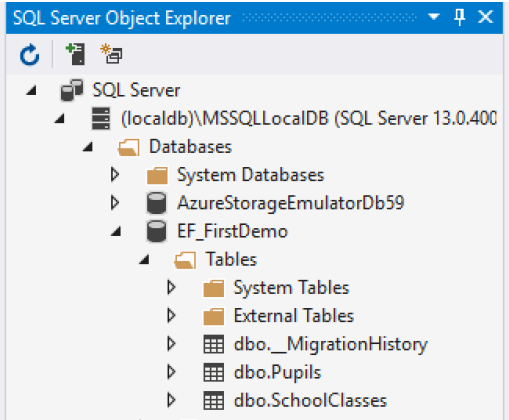 SQL Server Object Explorer
SQL Server
(localdb)\MSSQLLocalDB (SQL Server 13.0.400
Databases
System Databases
AzureStorageEmulatorDb59
EF_FirstDemo
Tables
System Tables
External Tables
dbo.__MigrationHistory
dbo.Pupils
dbo.SchoolClasses